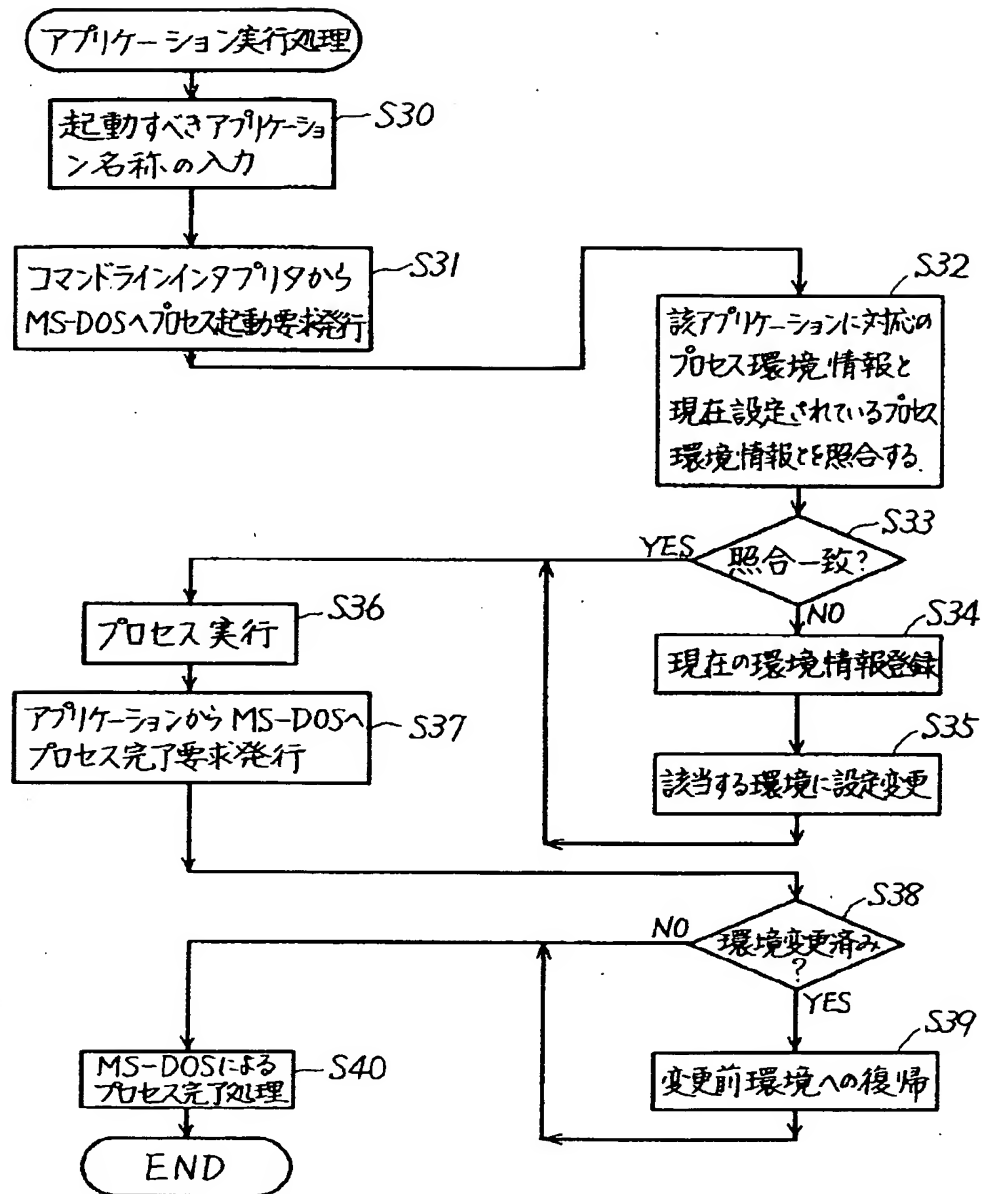 アプリケーション実行処理
起動すべきアプリケーショ
ン名称の入力
S30
コマンドラインインタプリタから
MS-DOSへプロセス起動要求発行
S31
S32
該アプリケーションに対応の
プロセス環境情報と
現在設定されているプロセス
環境情報とを照合する.
S33
照合一致?
YES
NO
S34
現在の環境情報登録
S35
該当する環境に設定変更
S36
プロセス実行
アプリケーションからMS-DOSへ
プロセス完了要求発行
S37
S38
環境変更済み
?
NO
YES
S39
変更前環境への復帰
MS-DOSによる
プロセス完了処理
S40
END